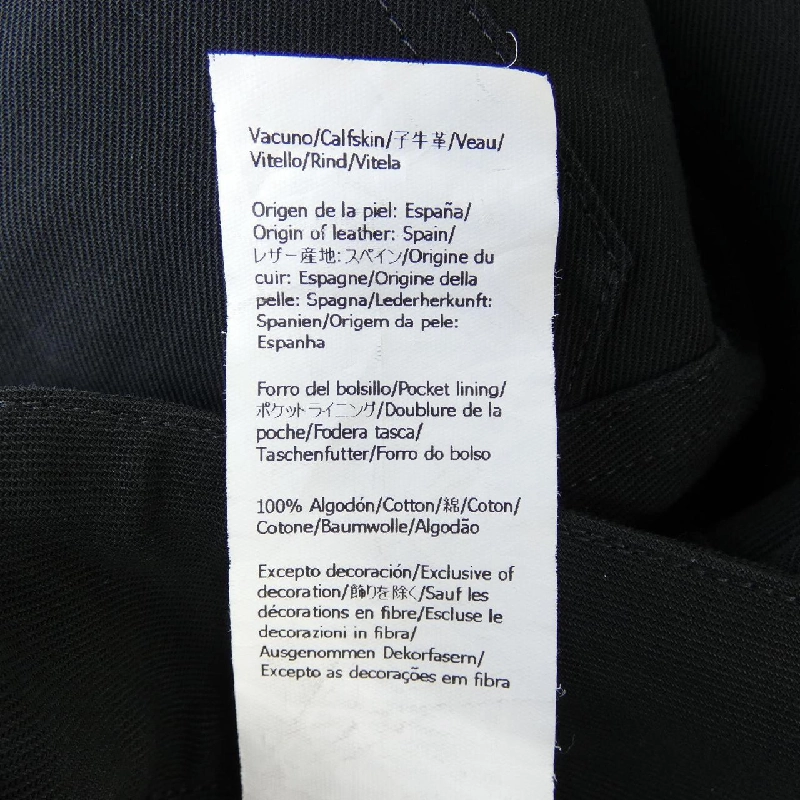 Vacuno/Calfskin/子牛革/Veau/
Vitello/Rind/Vitela
Origen de la piel: España/
Origin of leather: Spain/
レザー産地:スペイン/Origine du
cuir: Espagne/Origine della
pelle: Spagna/Lederherkunft:
Spanien/Origem da pele:
Espanha
Forro del bolsillo/Pocket lining/
ポケットライニング/Doublure de la
poche/Fodera tasca/
Taschenfutter/Forro do bolso
100% Algodón/Cotton/綿/Coton/
Cotone/Baumwolle/Algodão
Excepto decoración/Exclusive of
decoration/飾りを除く/Sauf les
décorations en fibre/Escluse le
decorazioni in fibra/
Ausgenommen Dekorfasern/
Excepto as decorações em fibra